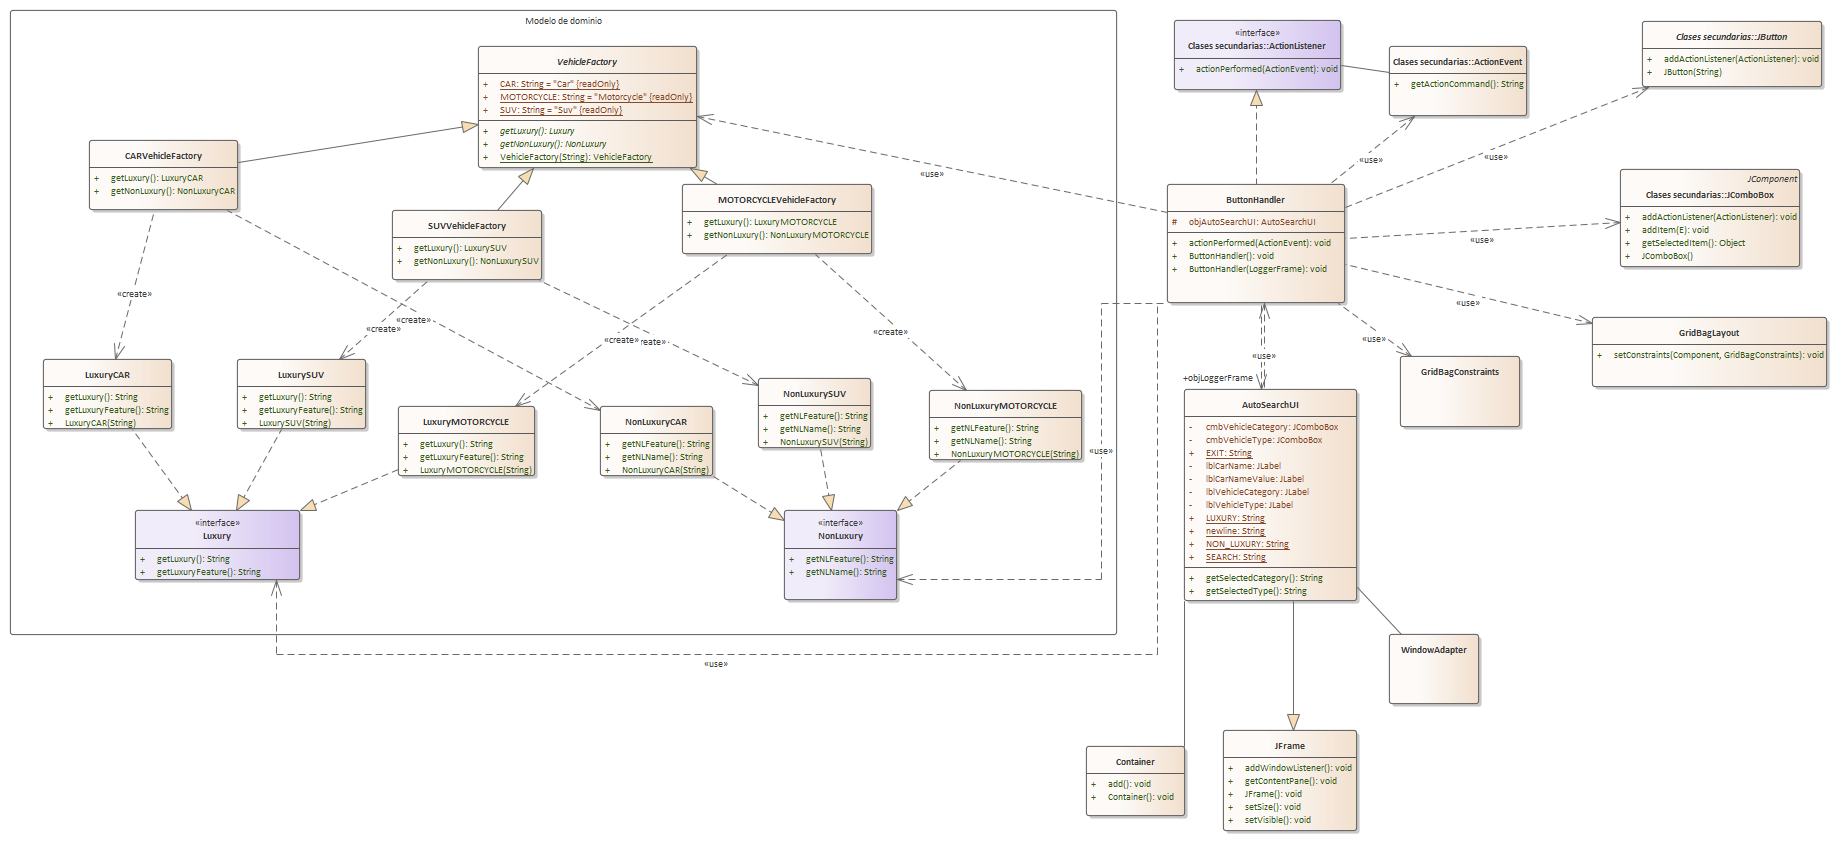 Modelo de dominio
VehicleFactory
+ CAR: String = "Car" {readOnly}
+ MOTORCYCLE: String = "Motorcycle" {readOnly}
+ SUV: String = "Suv" {readOnly}
+ getLuxury(): Luxury
+ getNonLuxury(): NonLuxury
+ VehicleFactory(String): VehicleFactory
CARVehicleFactory
+ getLuxury(): LuxuryCAR
+ getNonLuxury(): NonLuxuryCAR
SUVVehicleFactory
+ getLuxury(): LuxurySUV
+ getNonLuxury(): NonLuxurySUV
MOTORCYCLEVehicleFactory
+ getLuxury(): LuxuryMOTORCYCLE
+ getNonLuxury(): NonLuxuryMOTORCYCLE
«create»
«create»
«create»
«create»
reate»
«create»
LuxuryCAR
+ getLuxury(): String
+ getLuxuryFeature(): String
+ LuxuryCAR(String)
LuxurySUV
+ getLuxury(): String
+ getLuxuryFeature(): String
+ LuxurySUV(String)
LuxuryMOTORCYCLE
+ getLuxury(): String
+ getLuxuryFeature(): String
+ LuxuryMOTORCYCLE(String)
NonLuxuryCAR
+ getNLFeature(): String
+ getNLName(): String
+ NonLuxuryCAR(String)
NonLuxurySUV
+ getNLFeature(): String
+ getNLName(): String
+ NonLuxurySUV(String)
NonLuxuryMOTORCYCLE
+ getNLFeature(): String
+ getNLName(): String
+ NonLuxuryMOTORCYCLE(String)
«interface»
Luxury
+ getLuxury(): String
+ getLuxuryFeature(): String
«interface»
NonLuxury
+ getNLFeature(): String
+ getNLName(): String
«use»
«use»
«use»
«interface»
Clases secundarias::ActionListener
+ actionPerformed(ActionEvent): void
Clases secundarias::ActionEvent
+ getActionCommand(): String
Clases secundarias::JButton
+ addActionListener(ActionListener): void
+ JButton(String)
«use»
«use»
ButtonHandler
# objAutoSearchUI: AutoSearchUI
+ actionPerformed(ActionEvent): void
+ ButtonHandler(): void
+ ButtonHandler(LoggerFrame): void
JComponent
Clases secundarias::JComboBox
+ addActionListener(ActionListener): void
+ addItem(E): void
+ getSelectedItem(): Object
+ JComboBox()
«use»
«use»
«use»
«use»
GridBagLayout
+ setConstraints(Component, GridBagConstraints): void
GridBagConstraints
+objLoggerFrame
AutoSearchUI
- cmbVehicleCategory: JComboBox
- cmbVehicleType: JComboBox
+ EXIT: String
- lblCarName: JLabel
- lblCarNameValue: JLabel
- lblVehicleCategory: JLabel
- lblVehicleType: JLabel
+ LUXURY: String
+ newline: String
+ NON_LUXURY: String
+ SEARCH: String
+ getSelectedCategory(): String
+ getSelectedType(): String
WindowAdapter
Container
+ add(): void
+ Container(): void
JFrame
+ addWindowListener(): void
+ getContentPane(): void
+ JFrame(): void
+ setSize(): void
+ setVisible(): void